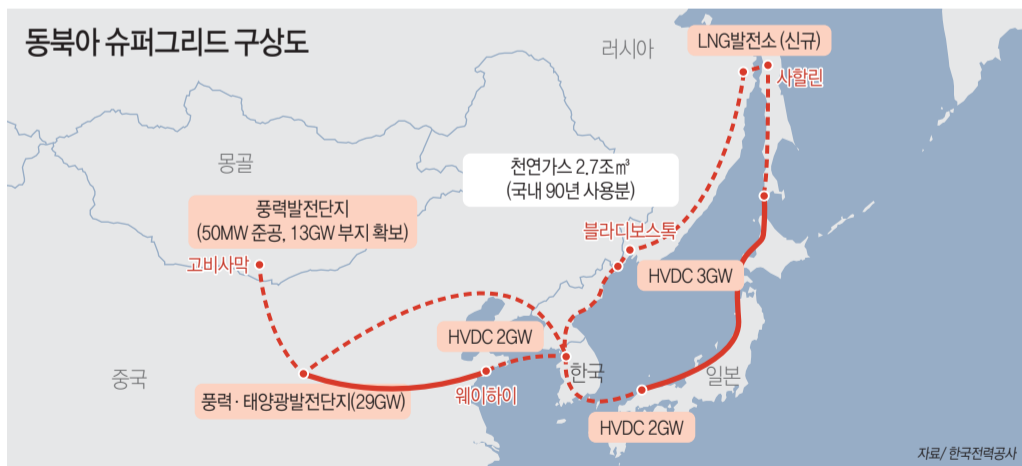 동북아 슈퍼그리드 구상도
러시아
LNG발전소 (신규)
사할린
몽골
천연가스 2.7조㎥
(국내 90년 사용분)
풍력발전단지
(50MW 준공, 13GW 부지 확보)
블라디보스톡
고비사막
HVDC 3GW
HVDC 2GW
중국
한국
일본
풍력·태양광발전단지(29GW)
웨이하이
HVDC 2GW
자료/ 한국전력공사